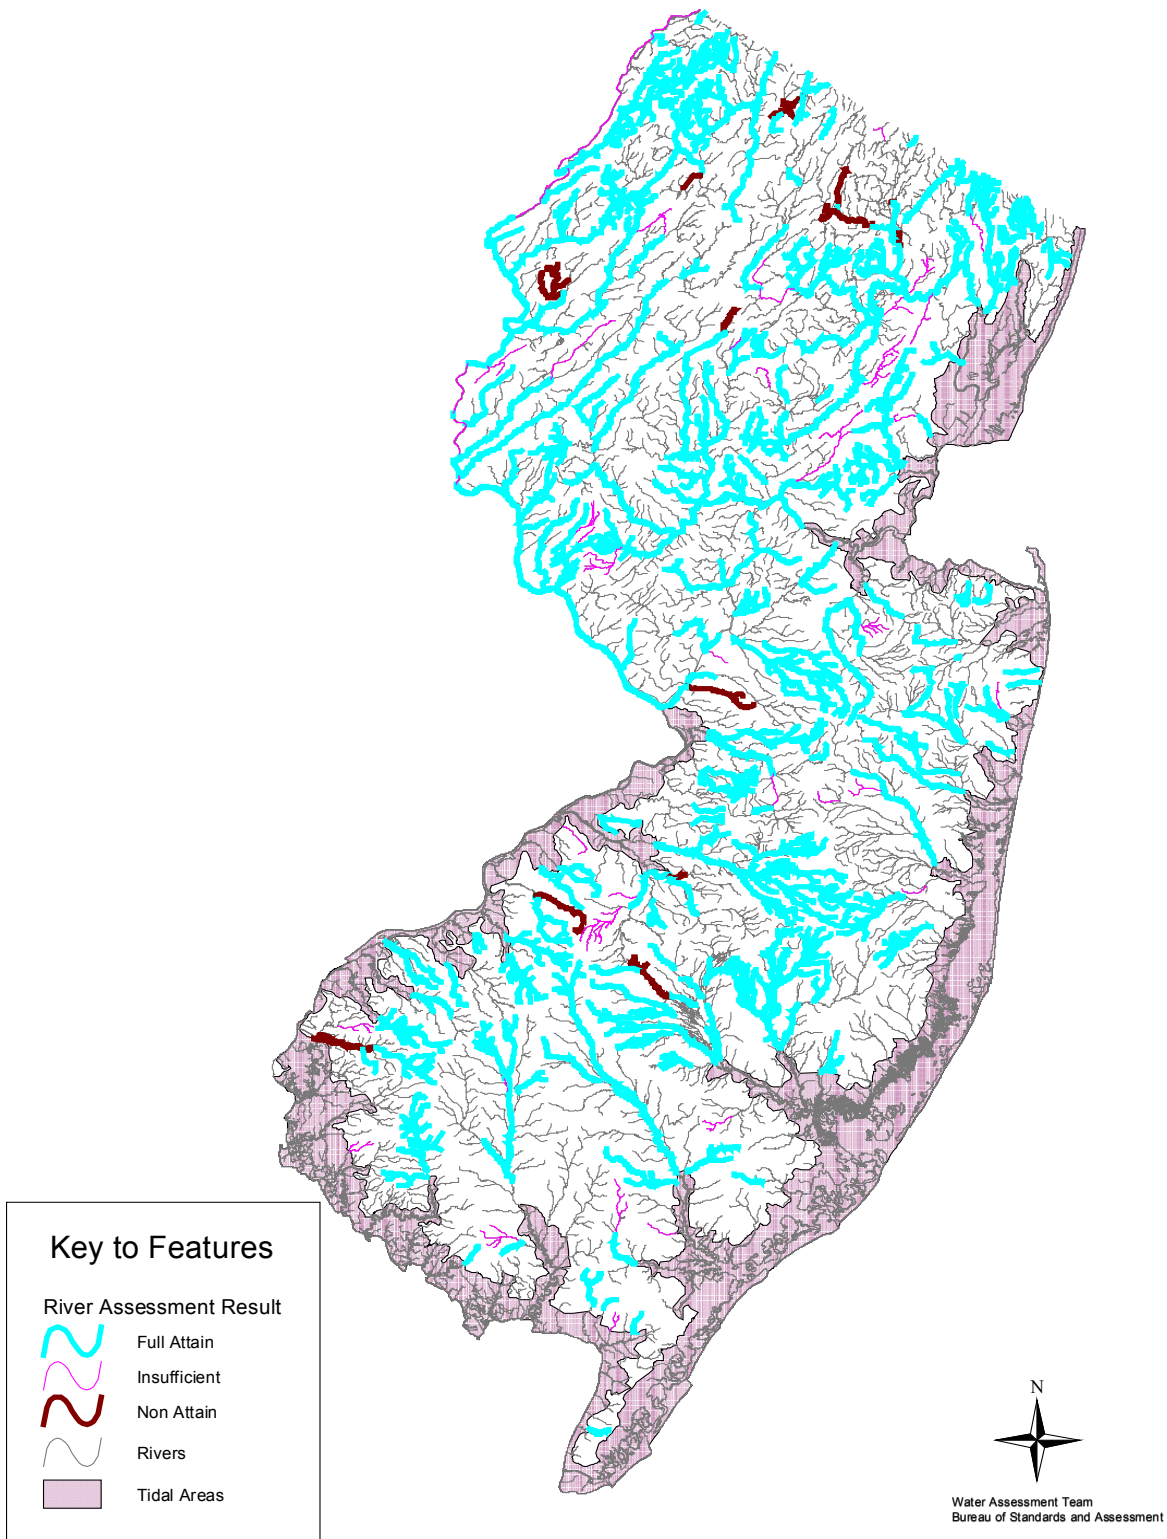 Key to Features
River Assessment Result
Full Attain
Insufficient
Non Attain
Rivers
Tidal Areas
N
Water Assessment Team
Bureau of Standards and Assessment